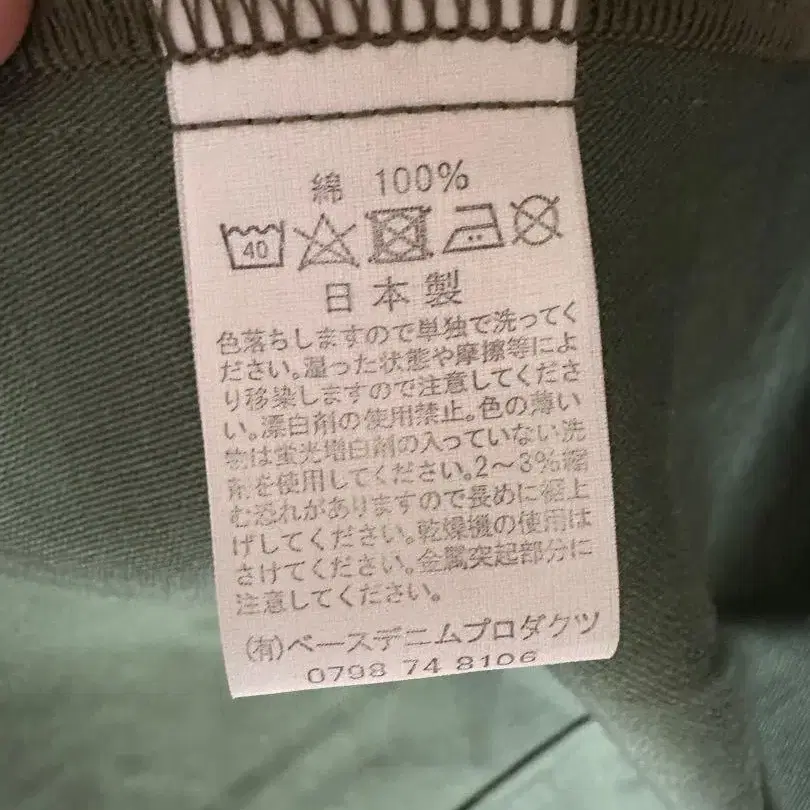 綿 100%
40
日本製
色落ちしますので単独で洗ってく
ださい。湿った状態や摩擦等によ
り移染しますので注意してくださ
い。漂白剤の使用禁止。色の薄い
物は蛍光増白剤の入っていない洗
剤を使用してください。2～3%縮
む恐れがありますので長めに裾上
げしてください。乾燥機の使用は
さけてください。金属突起部分に
注意してください。
(有)ベースデニムプロダクツ
0798 74 8106